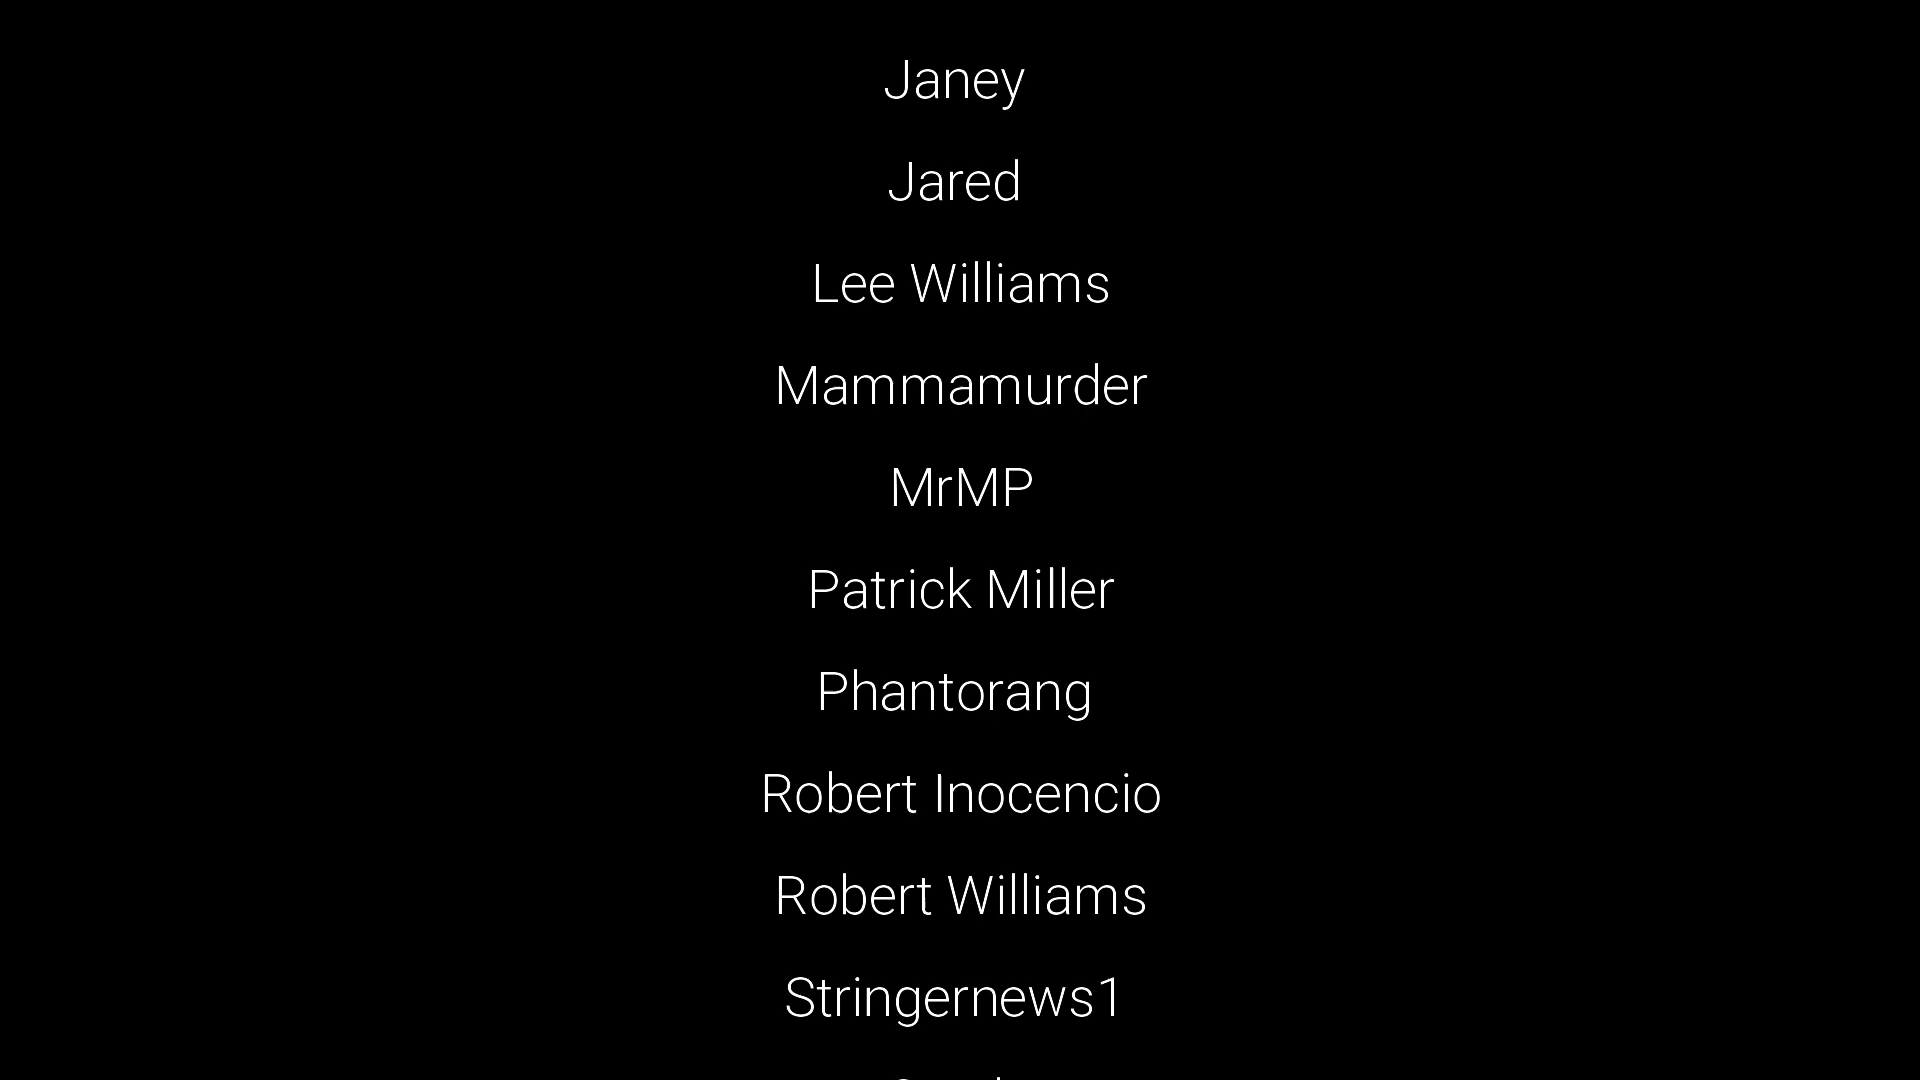 Janey
Jared
Lee Williams
Mammamurder
MrMP
Patrick Miller
Phantorang
Robert Inocencio
Robert Williams
Stringernews1